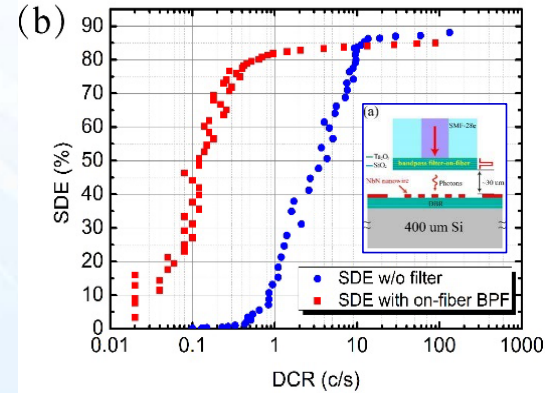 (b)
90
80
70
60
50
40
30
20
10
0
SDE (%)
0.01
0.1
1
10
100
1000
DCR (c/s)
(a)
SMF-28e
Ta₂O₅
SiO₂
bandpass filter-on-fiber
NbN nanowire
Photons
~30 um
DBR
400 um Si
SDE w/o filter
SDE with on-fiber BPF